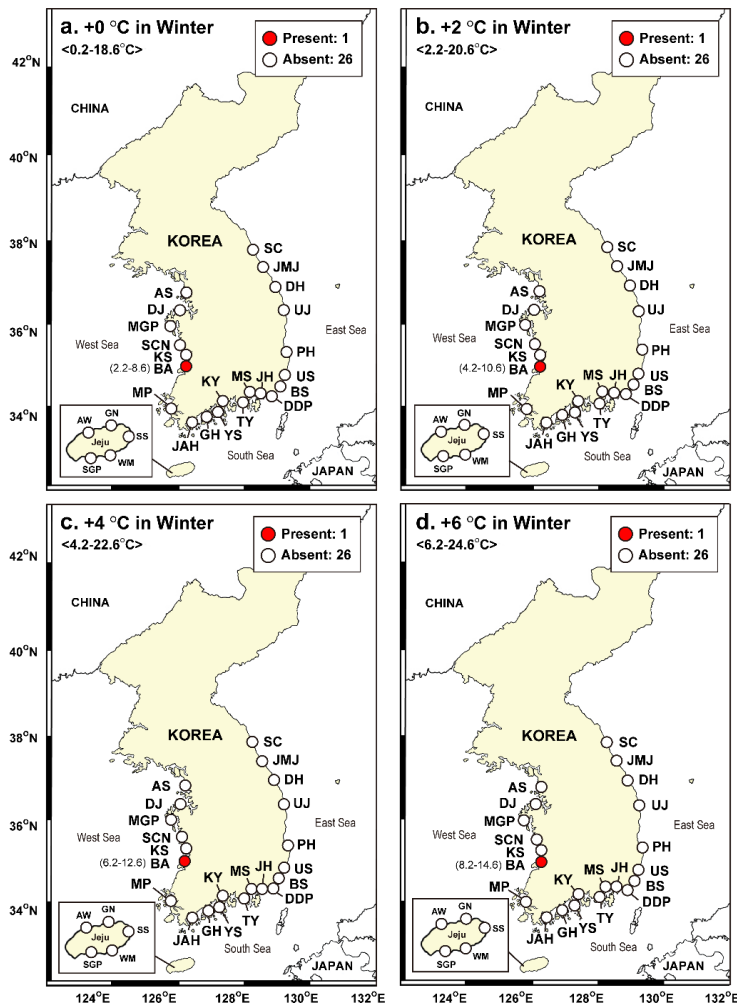 a. +0 °C in Winter
<0.2-18.6°C>
Present: 1
Absent: 26
42°N
40°N
38°N
36°N
34°N
CHINA
KOREA
SC
JMJ
DH
UJ
PH
US
BS
DDP
AS
DJ
MGP
SCN
KS
(2.2-8.6) BA
MP
KY
MS
JH
TY
JAH
GH
YS
West Sea
East Sea
South Sea
JAPAN
AW
GN
SS
Jeju
SGP
WM
b. +2 °C in Winter
<2.2-20.6°C>
Present: 1
Absent: 26
CHINA
KOREA
SC
JMJ
DH
UJ
PH
US
BS
DDP
AS
DJ
MGP
SCN
KS
(4.2-10.6) BA
MP
KY
MS
JH
TY
JAH
GH
YS
West Sea
East Sea
South Sea
JAPAN
AW
GN
SS
Jeju
SGP
WM
c. +4 °C in Winter
<4.2-22.6°C>
Present: 1
Absent: 26
42°N
40°N
38°N
36°N
34°N
CHINA
KOREA
SC
JMJ
DH
UJ
PH
US
BS
DDP
AS
DJ
MGP
SCN
KS
(6.2-12.6) BA
MP
KY
MS
JH
TY
JAH
GH
YS
West Sea
East Sea
South Sea
JAPAN
AW
GN
SS
Jeju
SGP
WM
124°E 126°E 128°E 130°E 132°E
d. +6 °C in Winter
<6.2-24.6°C>
Present: 1
Absent: 26
CHINA
KOREA
SC
JMJ
DH
UJ
PH
US
BS
DDP
AS
DJ
MGP
SCN
KS
(8.2-14.6) BA
MP
KY
MS
JH
TY
JAH
GH
YS
West Sea
East Sea
South Sea
JAPAN
AW
GN
SS
Jeju
SGP
WM
124°E 126°E 128°E 130°E 132°E